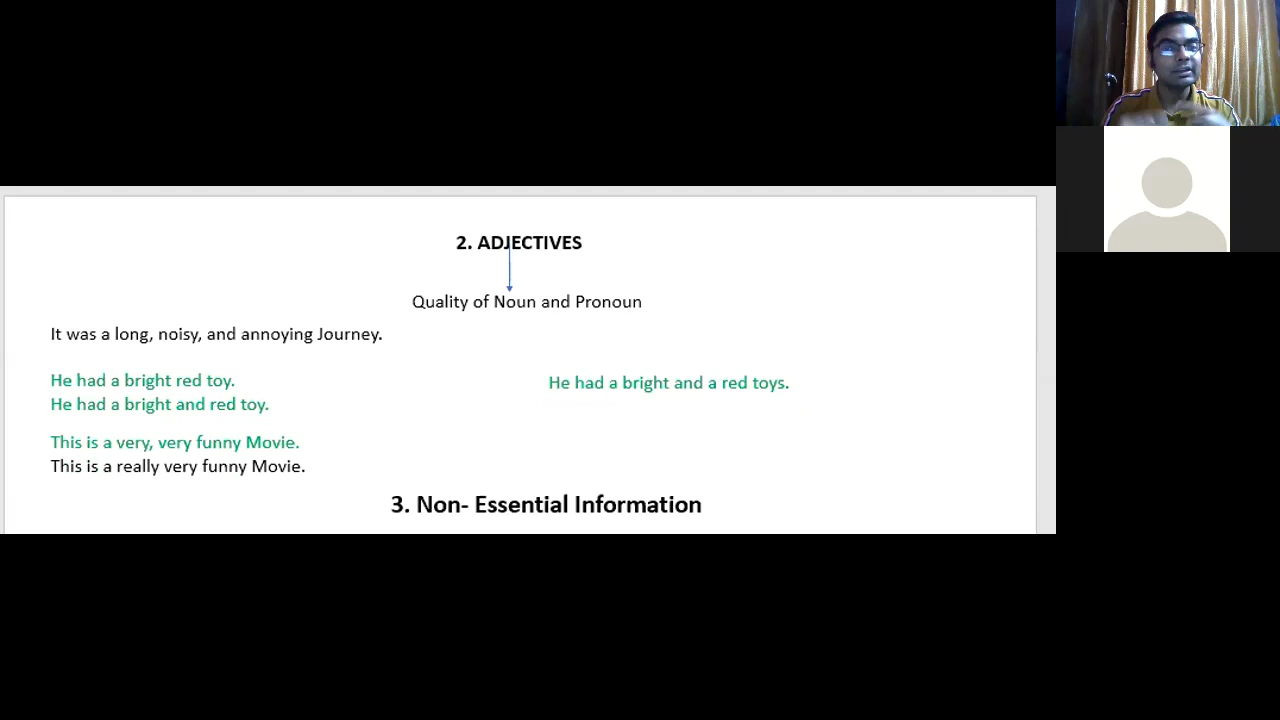 2. ADJECTIVES
Quality of Noun and Pronoun
It was a long, noisy, and annoying Journey.
He had a bright red toy.
He had a bright and a red toys.
He had a bright and red toy.
This is a very, very funny Movie.
This is a really very funny Movie.
3. Non- Essential Information